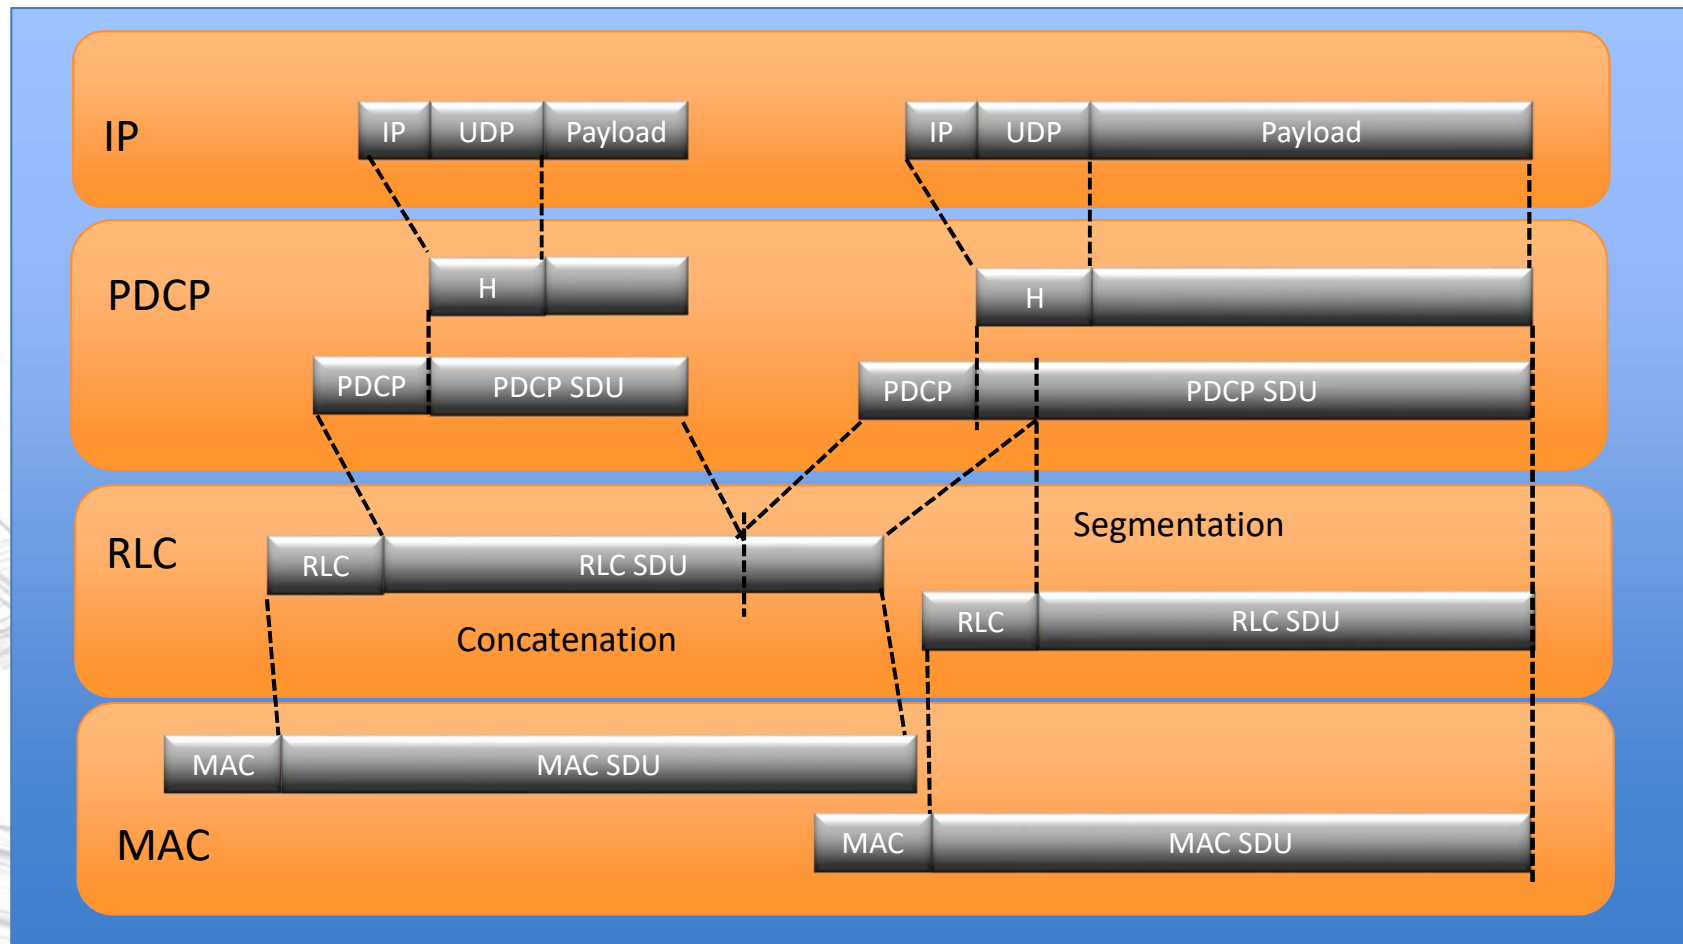 IP
IP UDP Payload
IP UDP Payload
PDCP
H
H
PDCP PDCP SDU
PDCP PDCP SDU
RLC
RLC RLC SDU
Concatenation
Segmentation
RLC RLC SDU
MAC MAC SDU
MAC
MAC MAC SDU